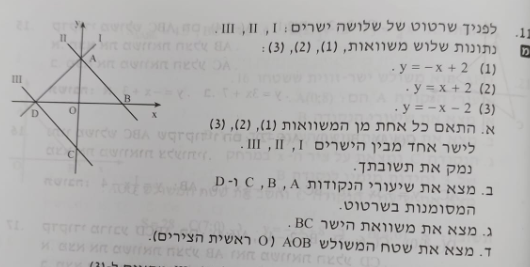 11. לפניך שרטוט של שלושה ישרים: I , II , III .
נתונות שלוש משוואות, (1), (2), (3):
(1) y = −x + 2 .
(2) y = x + 2 .
(3) y = −x − 2 .
א. התאם לכל אחת מן המשוואות (1), (2), (3)
לישר אחד מבין הישרים I , II , III .
נמק את תשובתך.
ב. מצא את שיעורי הנקודות A , B , C ו- D
המסומנות בשרטוט.
ג. מצא את משוואת הישר BC .
ד. מצא את שטח המשולש AOB (O ראשית הצירים).
y
II
I
A
III
D
O
B
x
C